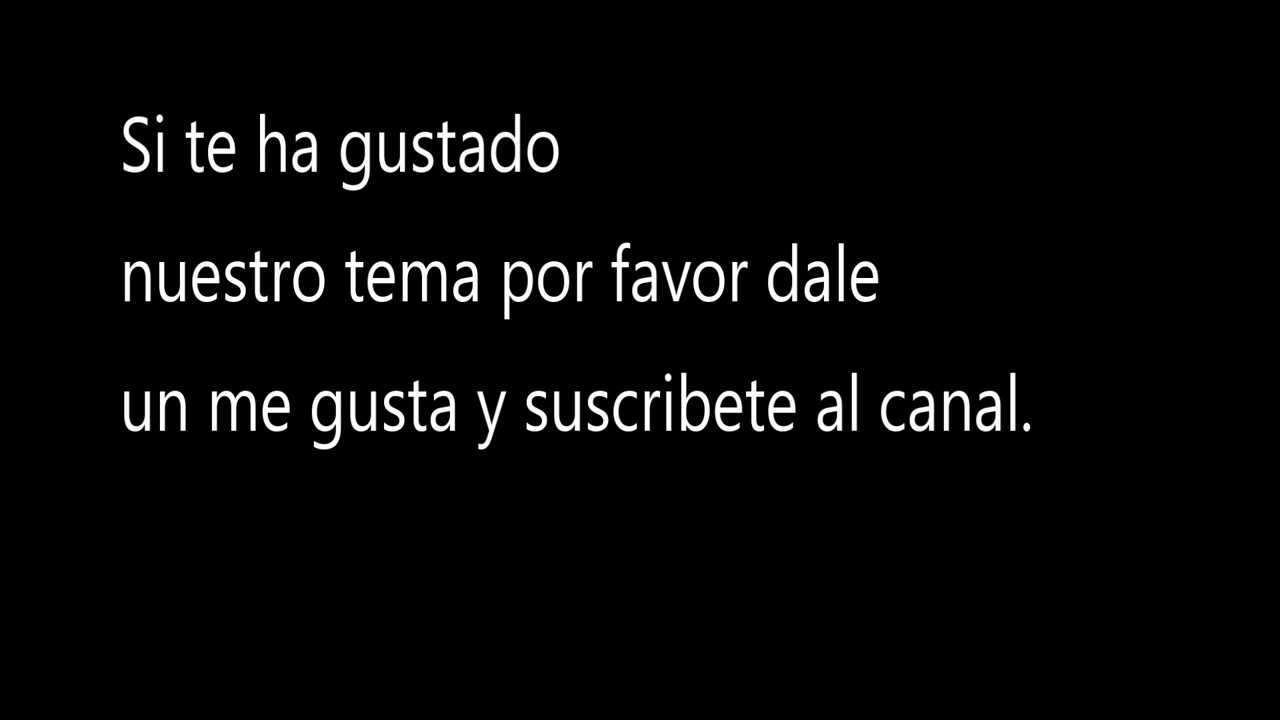 Si te ha gustado
nuestro tema por favor dale
un me gusta y suscribete al canal.